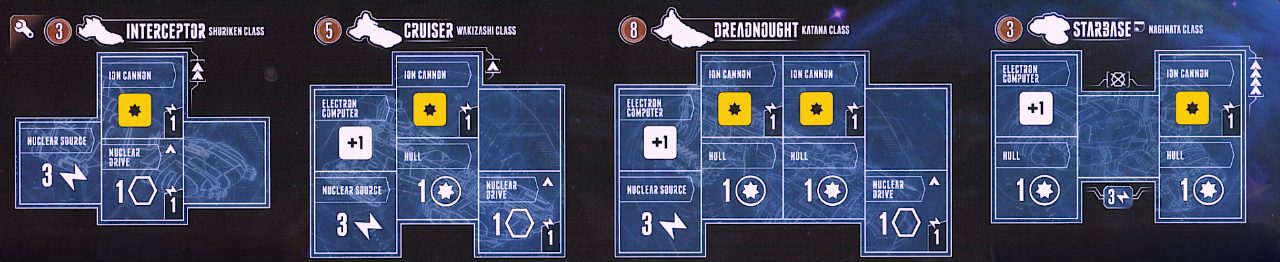 3 INTERCEPTOR SHURIKEN CLASS
ION CANNON
1
NUCLEAR SOURCE
3
NUCLEAR
DRIVE
1
1
5 CRUISER WAKIZASHI CLASS
ELECTRON
COMPUTER
+1
ION CANNON
1
HULL
1
NUCLEAR SOURCE
3
NUCLEAR
DRIVE
1
1
8 DREADNOUGHT KATANA CLASS
ELECTRON
COMPUTER
+1
ION CANNON
1
ION CANNON
1
HULL
1
HULL
1
NUCLEAR SOURCE
3
NUCLEAR
DRIVE
1
1
3 STARBASE NAGINATA CLASS
ELECTRON
COMPUTER
+1
ION CANNON
1
HULL
1
HULL
1
3